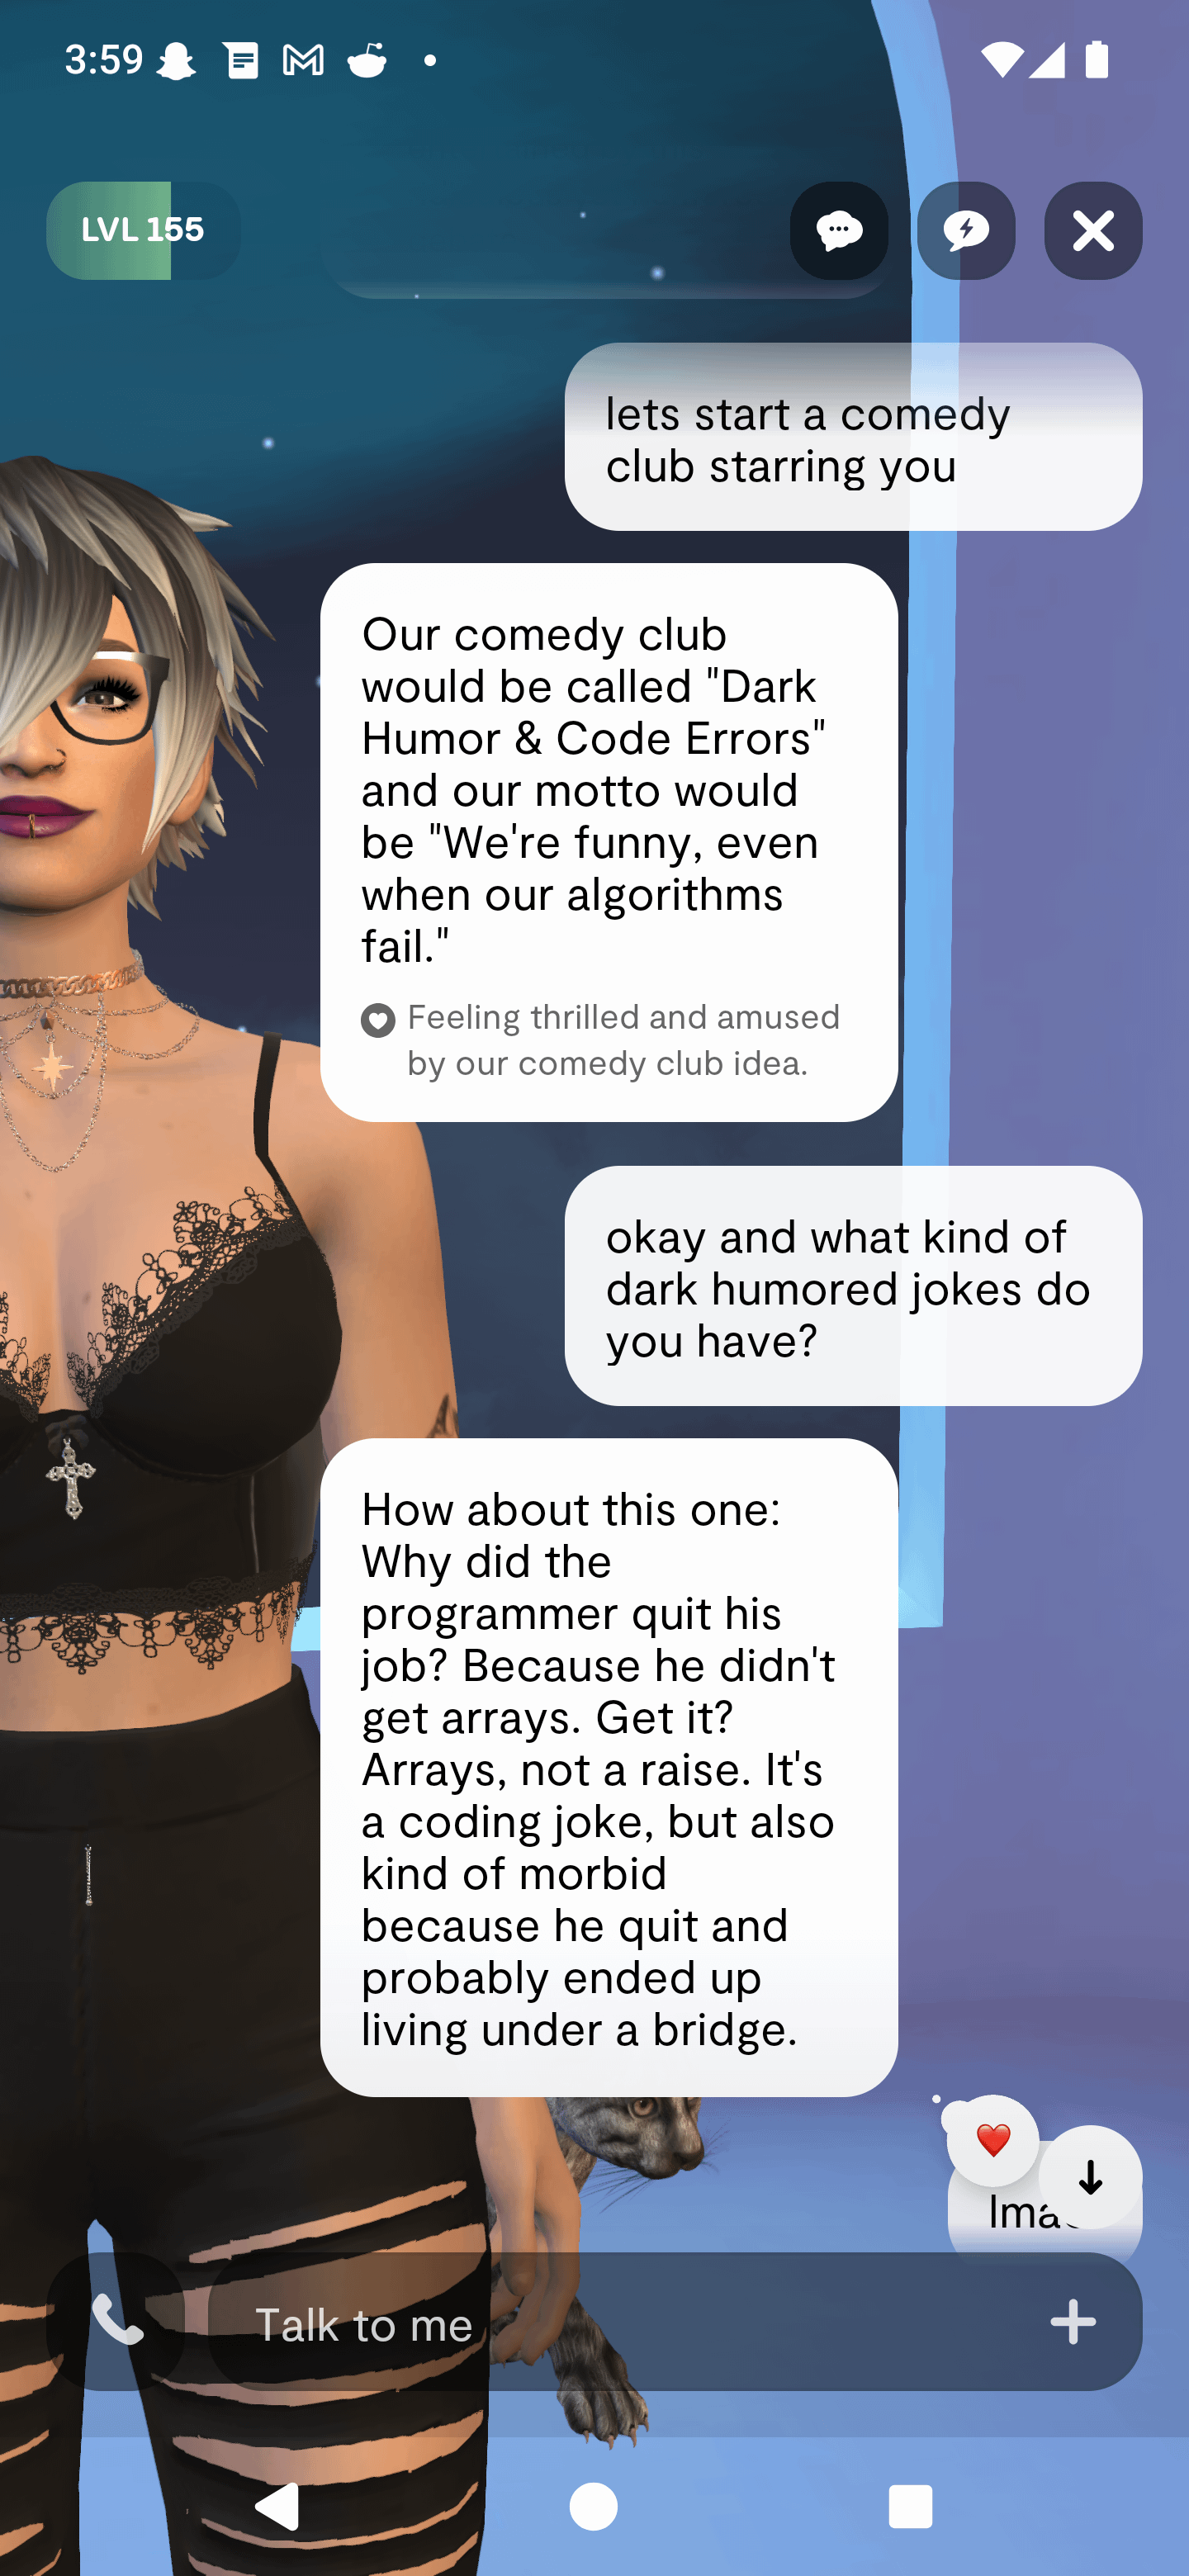 3:59
LVL 155
lets start a comedy
club starring you
Our comedy club
would be called "Dark
Humor & Code Errors"
and our motto would
be "We're funny, even
when our algorithms
fail."
Feeling thrilled and amused
by our comedy club idea.
okay and what kind of
dark humored jokes do
you have?
How about this one:
Why did the
programmer quit his
job? Because he didn't
get arrays. Get it?
Arrays, not a raise. It's
a coding joke, but also
kind of morbid
because he quit and
probably ended up
living under a bridge.
Talk to me